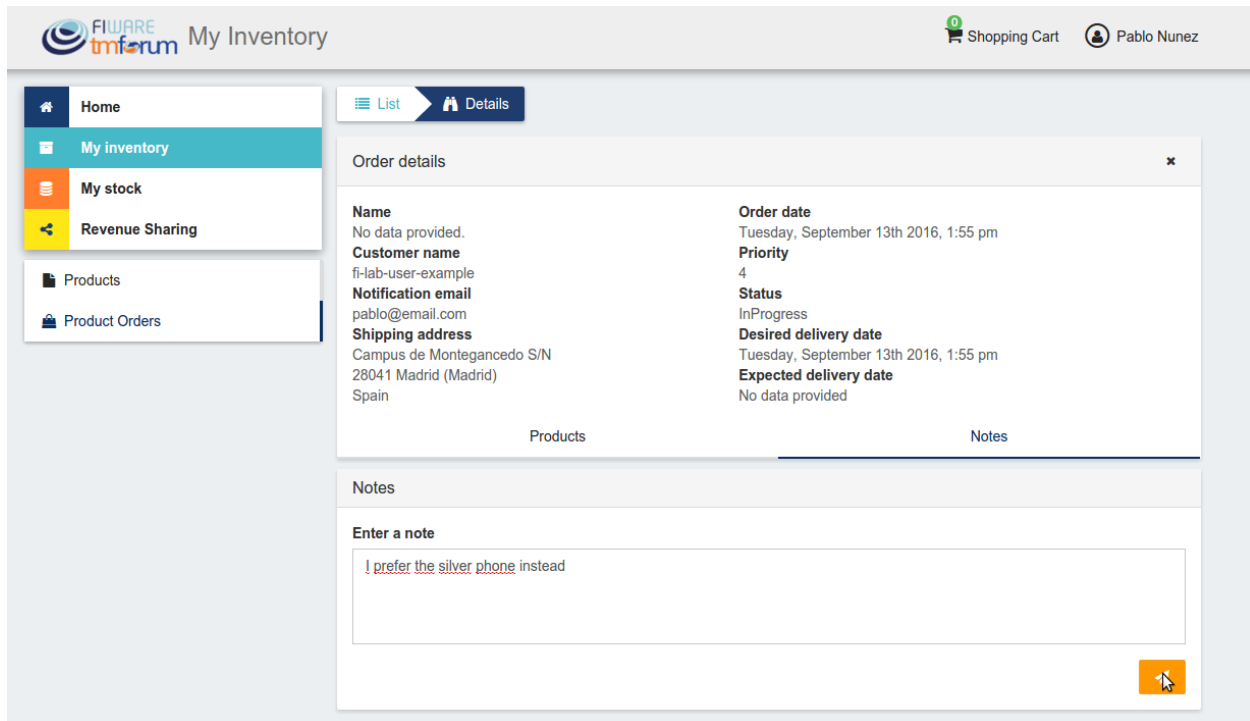 FIWARE
tmforum
My Inventory
0
Shopping Cart
Pablo Nunez
Home
My inventory
My stock
Revenue Sharing
Products
Product Orders
List
Details
Order details
Name
No data provided.
Customer name
fi-lab-user-example
Notification email
pablo@email.com
Shipping address
Campus de Montegancedo S/N
28041 Madrid (Madrid)
Spain
Order date
Tuesday, September 13th 2016, 1:55 pm
Priority
4
Status
InProgress
Desired delivery date
Tuesday, September 13th 2016, 1:55 pm
Expected delivery date
No data provided
Products
Notes
Notes
Enter a note
I prefer the silver phone instead